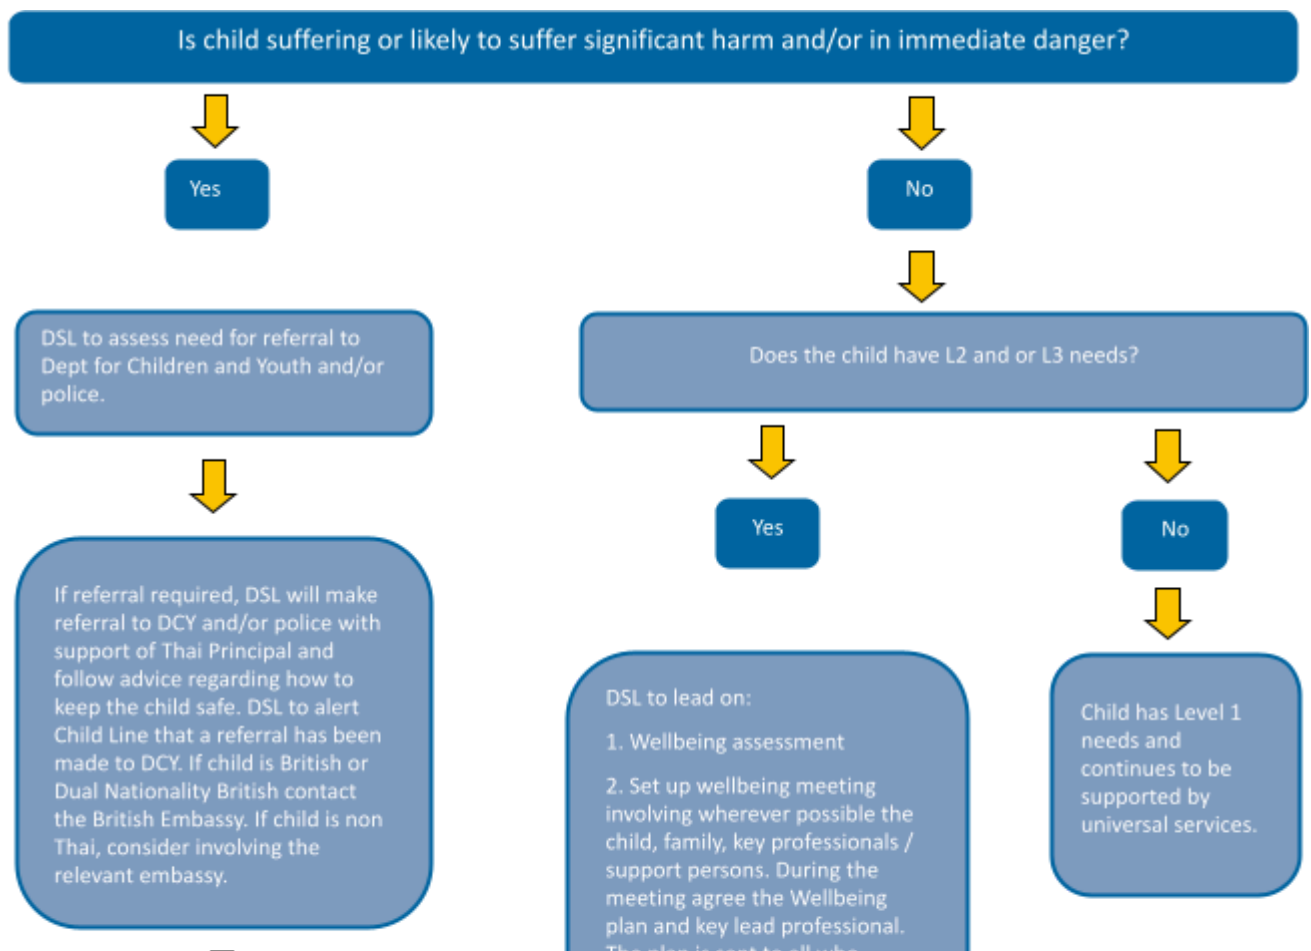 Is child suffering or likely to suffer significant harm and/or in immediate danger?
Yes
No
DSL to assess need for referral to
Dept for Children and Youth and/or
police.
Does the child have L2 and or L3 needs?
Yes
No
If referral required, DSL will make
referral to DCY and/or police with
support of Thai Principal and
follow advice regarding how to
keep the child safe. DSL to alert
Child Line that a referral has been
made to DCY. If child is British or
Dual Nationality British contact
the British Embassy. If child is non
Thai, consider involving the
relevant embassy.
DSL to lead on:
1. Wellbeing assessment
2. Set up wellbeing meeting
involving wherever possible the
child, family, key professionals /
support persons. During the
meeting agree the Wellbeing
plan and key lead professional.
Child has Level 1
needs and
continues to be
supported by
universal services.